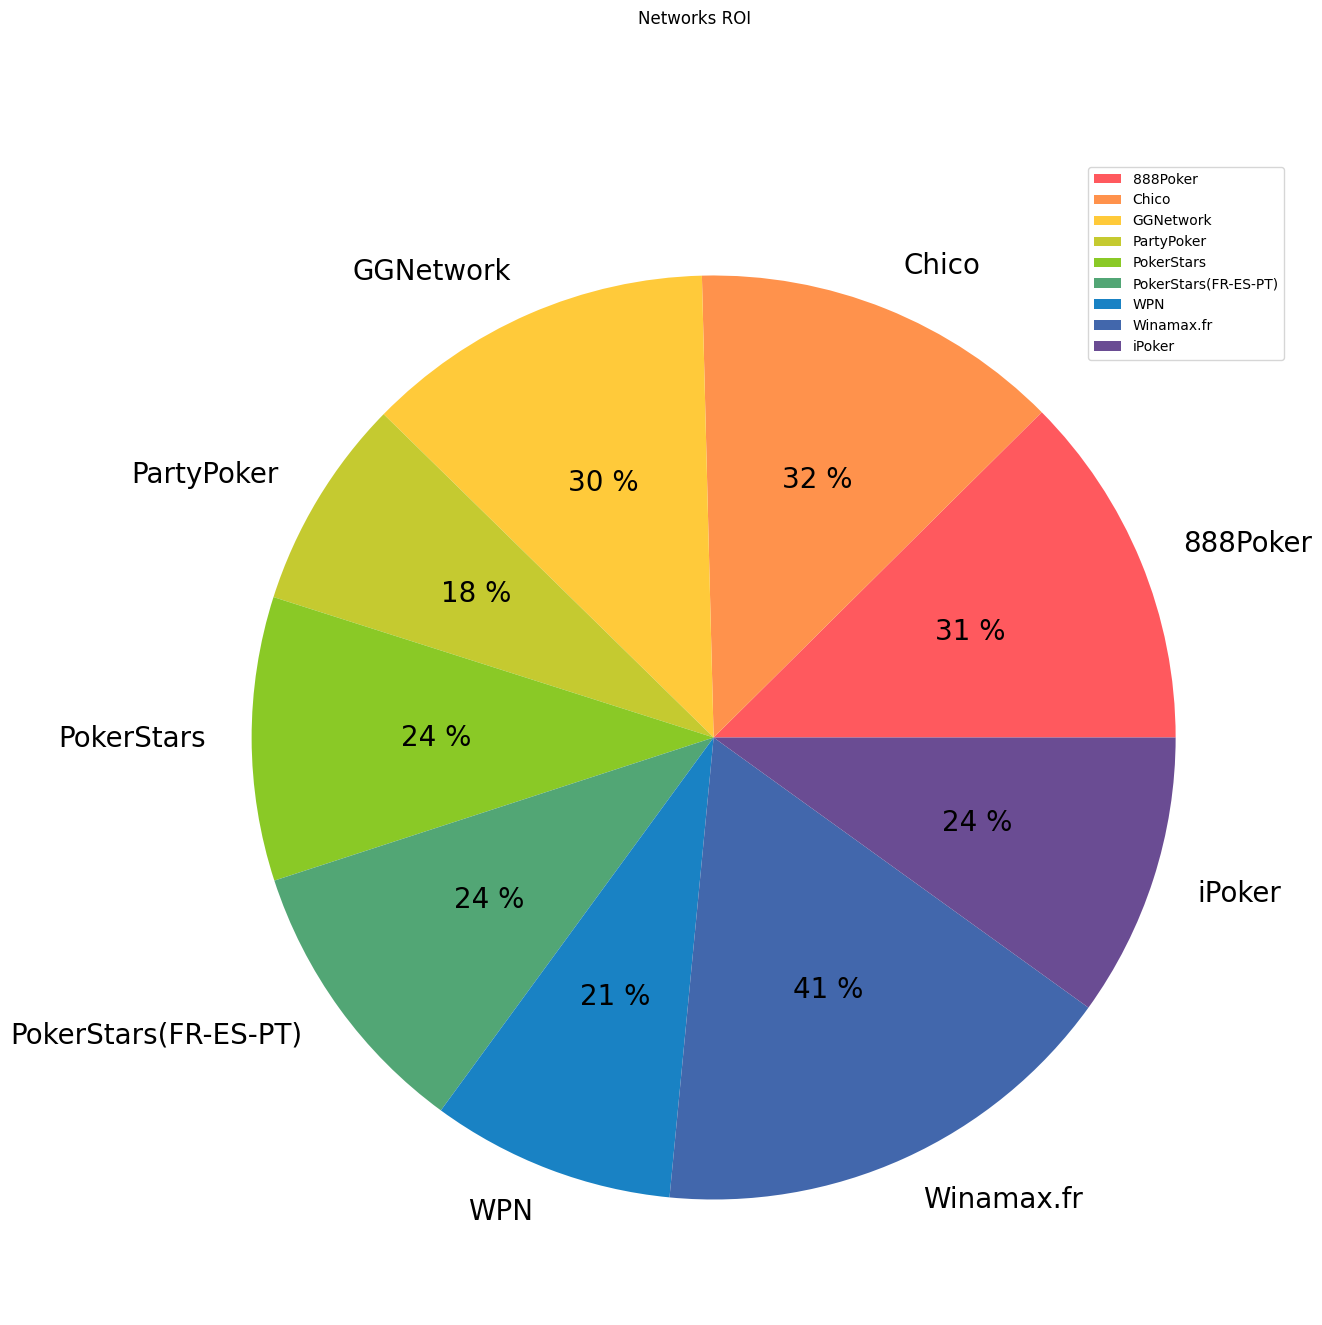 Networks ROI
888Poker
Chico
GGNetwork
PartyPoker
PokerStars
PokerStars(FR-ES-PT)
WPN
Winamax.fr
iPoker
GGNetwork
Chico
PartyPoker
30 %
32 %
888Poker
18 %
31 %
PokerStars
24 %
24 %
iPoker
24 %
PokerStars(FR-ES-PT)
21 %
41 %
WPN
Winamax.fr